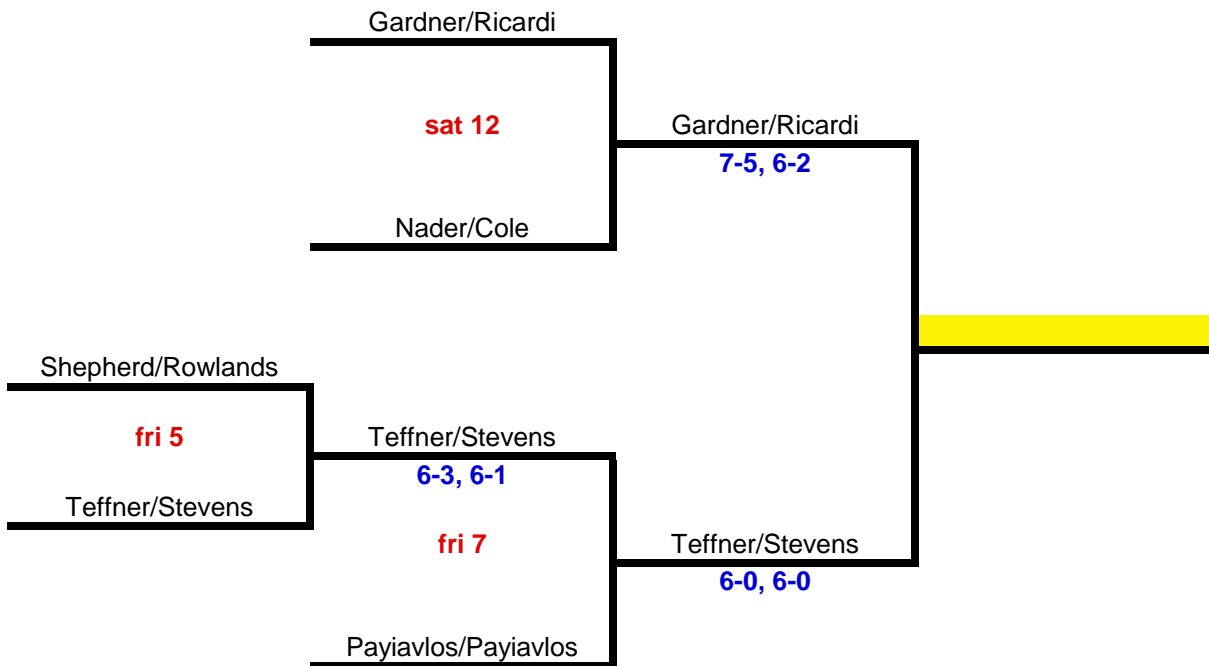 Gardner/Ricardi
sat 12
Gardner/Ricardi
7-5, 6-2
Nader/Cole
Shepherd/Rowlands
fri 5
Teffner/Stevens
6-3, 6-1
Teffner/Stevens
fri 7
Teffner/Stevens
6-0, 6-0
Payiavlos/Payiavlos